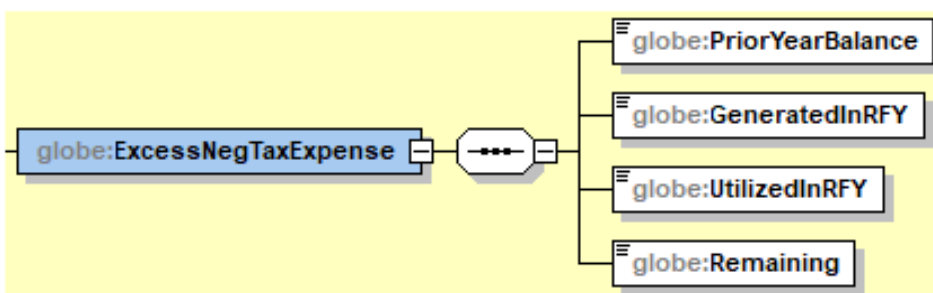 globe:PriorYearBalance
globe:GeneratedInRFY
globe:ExcessNegTaxExpense
globe:UtilizedInRFY
globe:Remaining